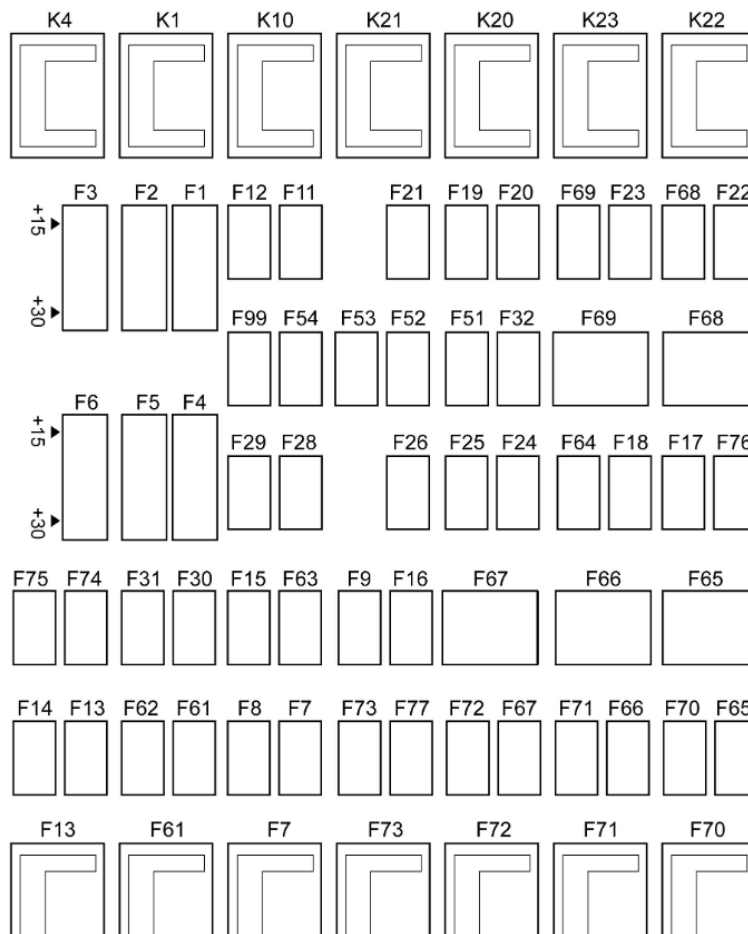 K4 K1 K10 K21 K20 K23 K22
F3 F2 F1 F12 F11 F21 F19 F20 F69 F23 F68 F22
+15
+30
F99 F54 F53 F52 F51 F32 F69 F68
F6 F5 F4
+15
+30
F29 F28 F26 F25 F24 F64 F18 F17 F76
F75 F74 F31 F30 F15 F63 F9 F16 F67 F66 F65
F14 F13 F62 F61 F8 F7 F73 F77 F72 F67 F71 F66 F70 F65
F13 F61 F7 F73 F72 F71 F70